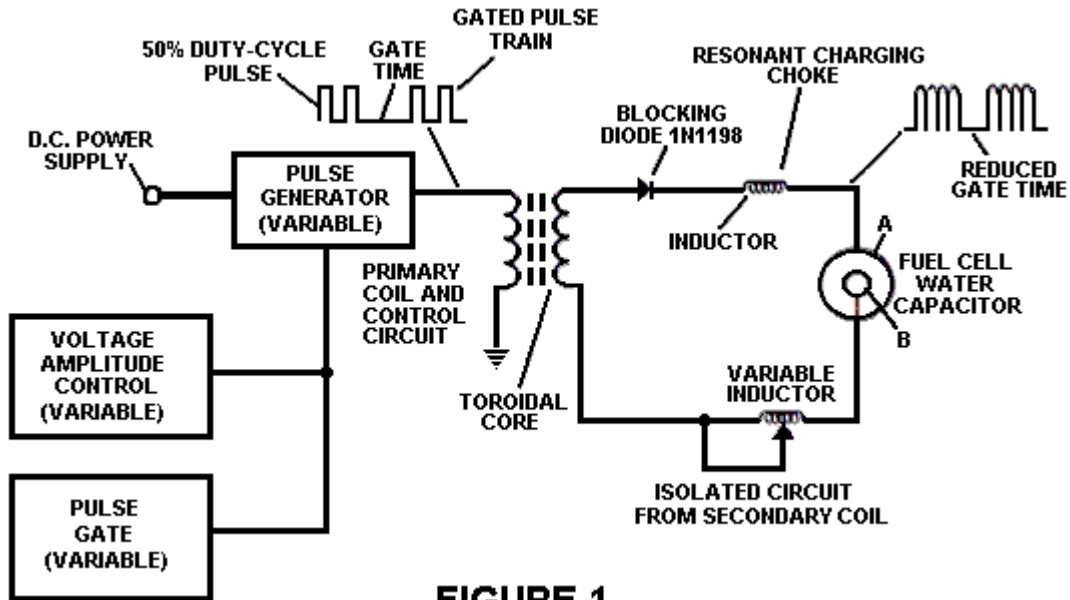 GATED PULSE
TRAIN
50% DUTY-CYCLE
PULSE
GATE
TIME
RESONANT CHARGING
CHOKE
BLOCKING
DIODE 1N1198
D.C. POWER
SUPPLY
PULSE
GENERATOR
(VARIABLE)
REDUCED
GATE TIME
INDUCTOR
A
FUEL CELL
WATER
CAPACITOR
B
PRIMARY
COIL AND
CONTROL
CIRCUIT
VOLTAGE
AMPLITUDE
CONTROL
(VARIABLE)
TOROIDAL
CORE
VARIABLE
INDUCTOR
ISOLATED CIRCUIT
FROM SECONDARY COIL
PULSE
GATE
(VARIABLE)
FIGURE 1